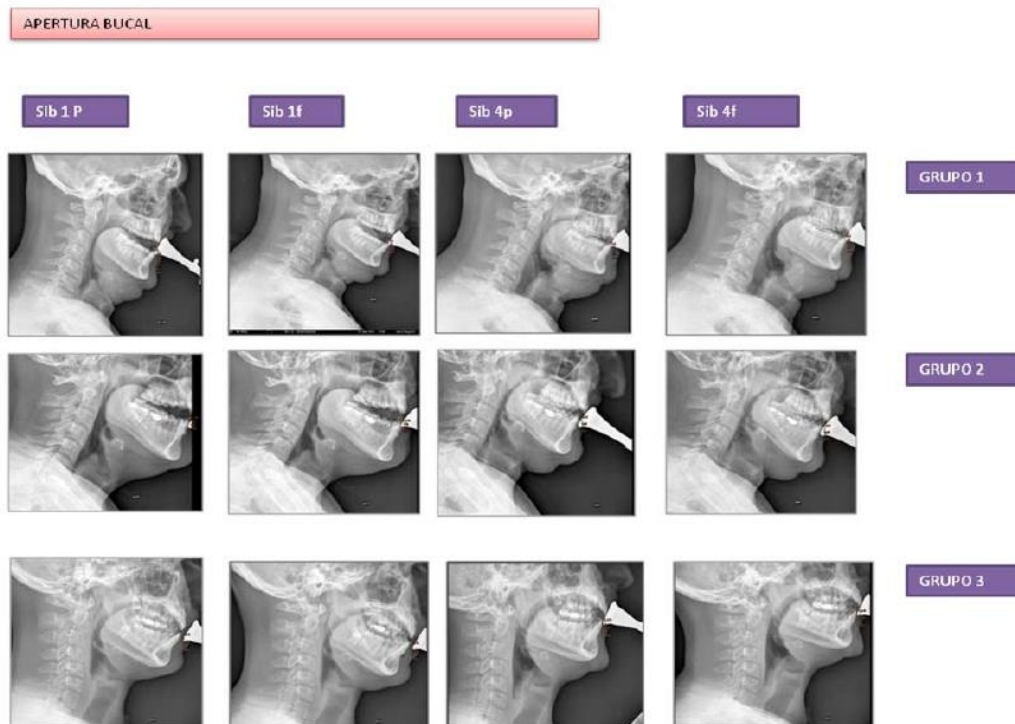 APERTURA BUCAL
Sib 1 P
Sib 1f
Sib 4p
Sib 4f
GRUPO 1
GRUPO 2
GRUPO 3